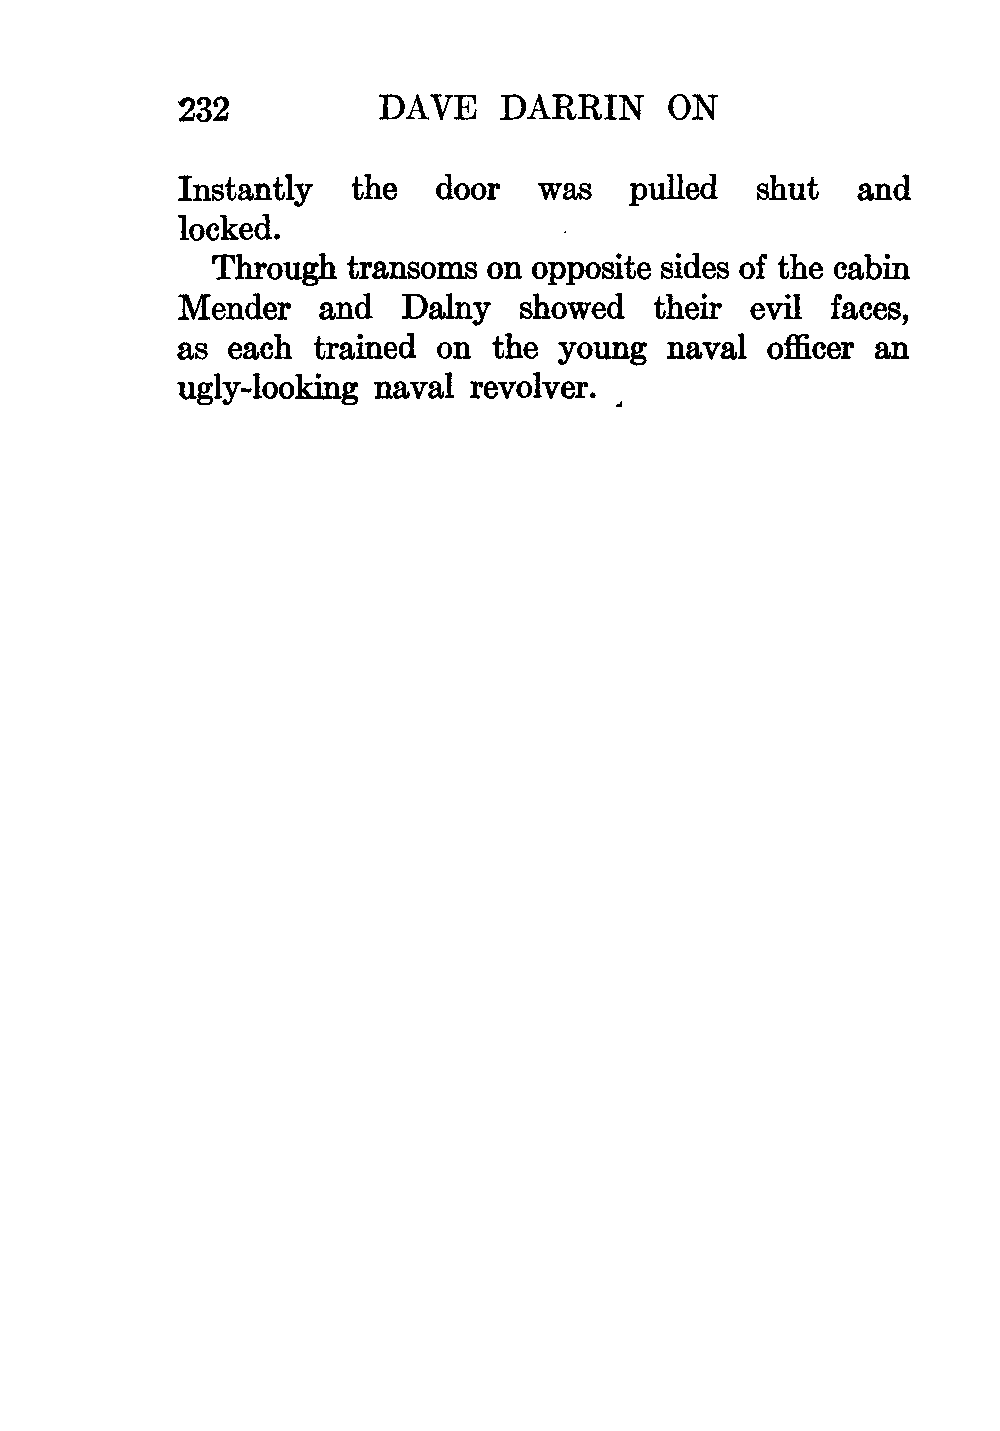 232 DAVE DARRIN ON
Instantly the door was pulled shut and
locked.
Through transoms on opposite sides of the cabin
Mender and Dalny showed their evil faces,
as each trained on the young naval officer an
ugly-looking naval revolver.